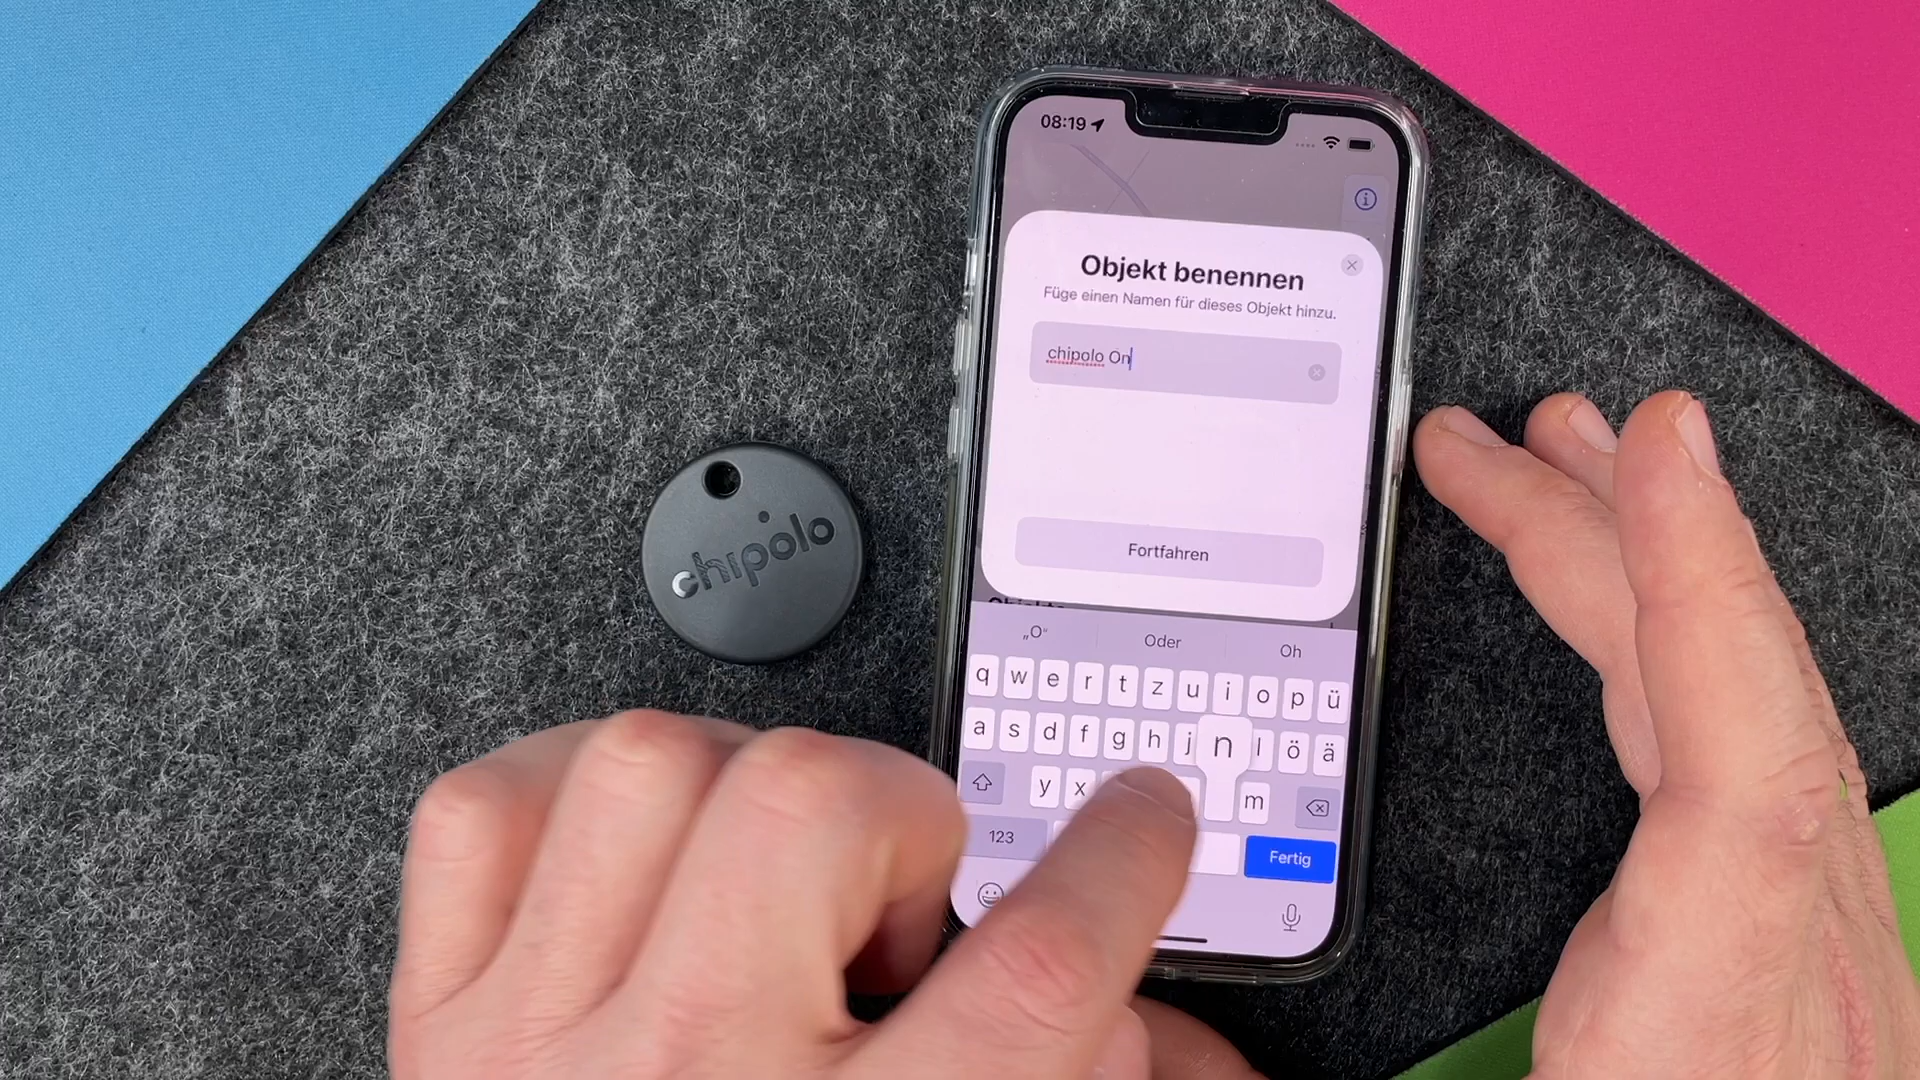 08:19
Objekt benennen
Füge einen Namen für dieses Objekt hinzu.
chipolo On
Fortfahren
„O“ Oder Oh
q w e r t z u i o p ü
a s d f g h j n l ö ä
y x m
123 Fertig
chipolo